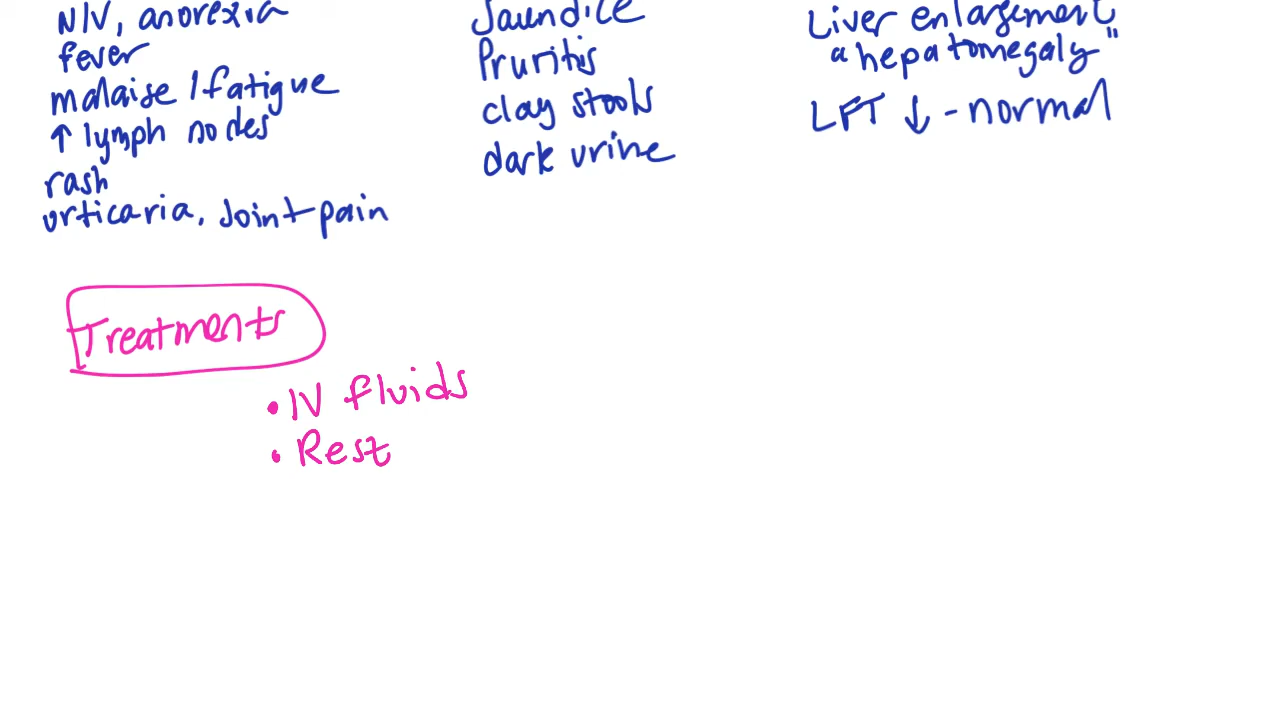 N/V, anorexia
fever
malaise / fatigue
↑ lymph nodes
rash
urticaria, Joint pain
Jaundice
Pruritis
clay stools
dark urine
Liver enlargement
"hepatomegaly"
LFT ↓ - normal
Treatments
• IV fluids
• Rest